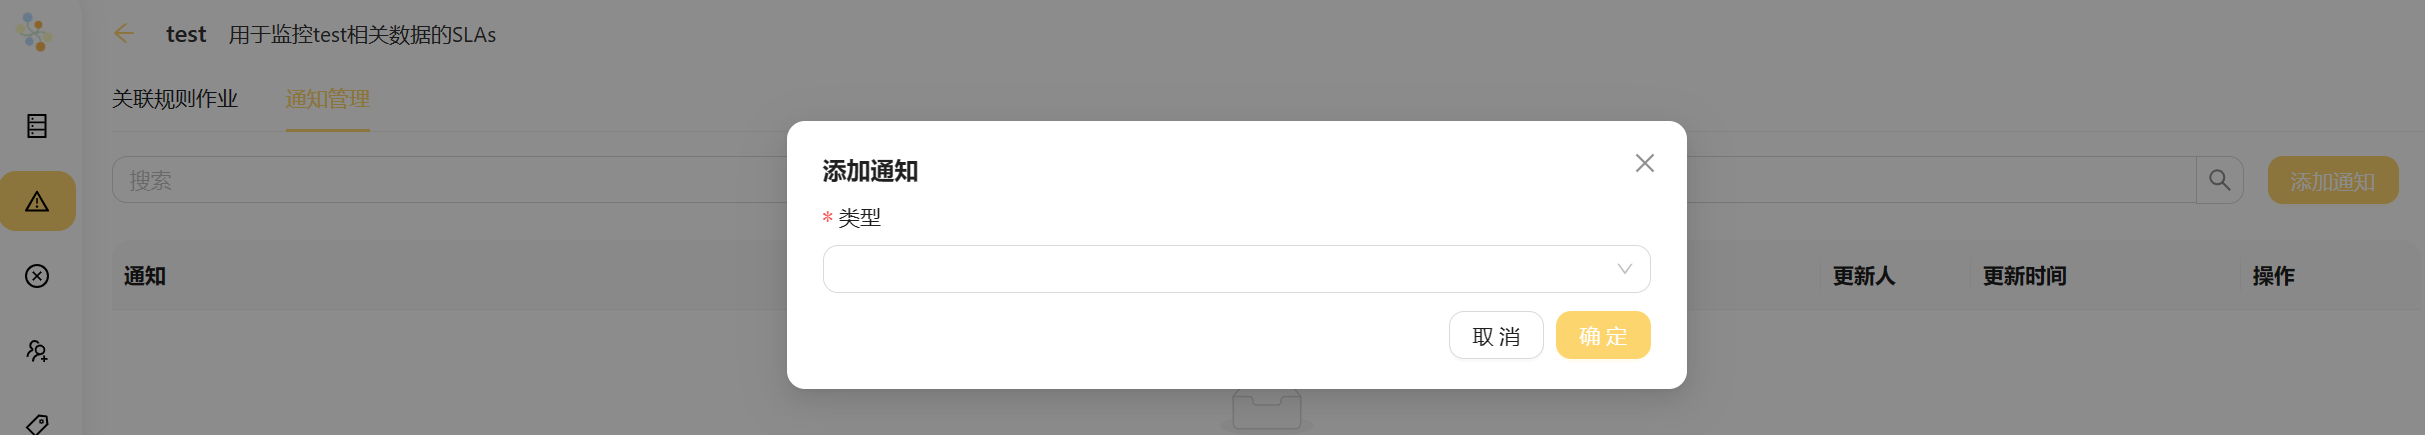 test 用于监控test相关数据的SLAs
关联规则作业 通知管理
搜索 添加通知
通知 更新人 更新时间 操作
添加通知
* 类型
取消 确定